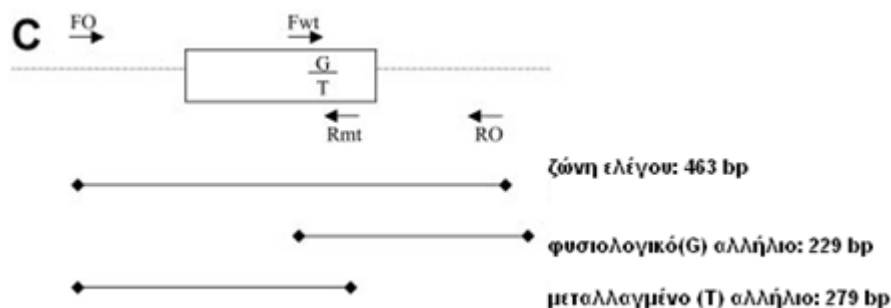 C
FO
Fwt
G
T
Rmt
RO
ζώνη ελέγου: 463 bp
φυσιολογικό(G) αλλήλιο: 229 bp
μεταλλαγμένο (T) αλλήλιο: 279 bp